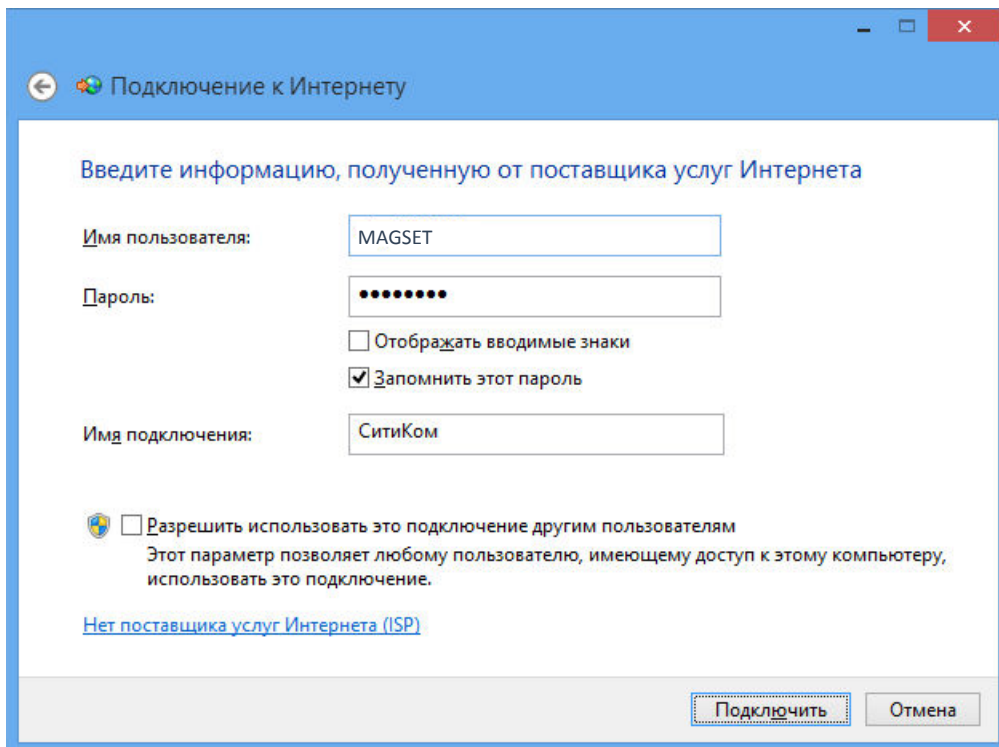 Подключение к Интернету
Введите информацию, полученную от поставщика услуг Интернета
Имя пользователя:
MAGSET
Пароль:
••••••••
Отображать вводимые знаки
Запомнить этот пароль
Имя подключения:
СитиКом
Разрешить использовать это подключение другим пользователям
Этот параметр позволяет любому пользователю, имеющему доступ к этому компьютеру,
использовать это подключение.
Нет поставщика услуг Интернета (ISP)
Подключить
Отмена